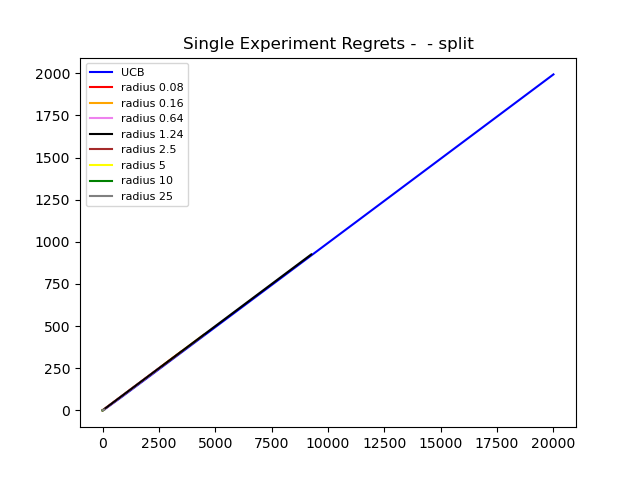 Single Experiment Regrets -  - split
UCB
radius 0.08
radius 0.16
radius 0.64
radius 1.24
radius 2.5
radius 5
radius 10
radius 25
2000
1750
1500
1250
1000
750
500
250
0
0 2500 5000 7500 10000 12500 15000 17500 20000